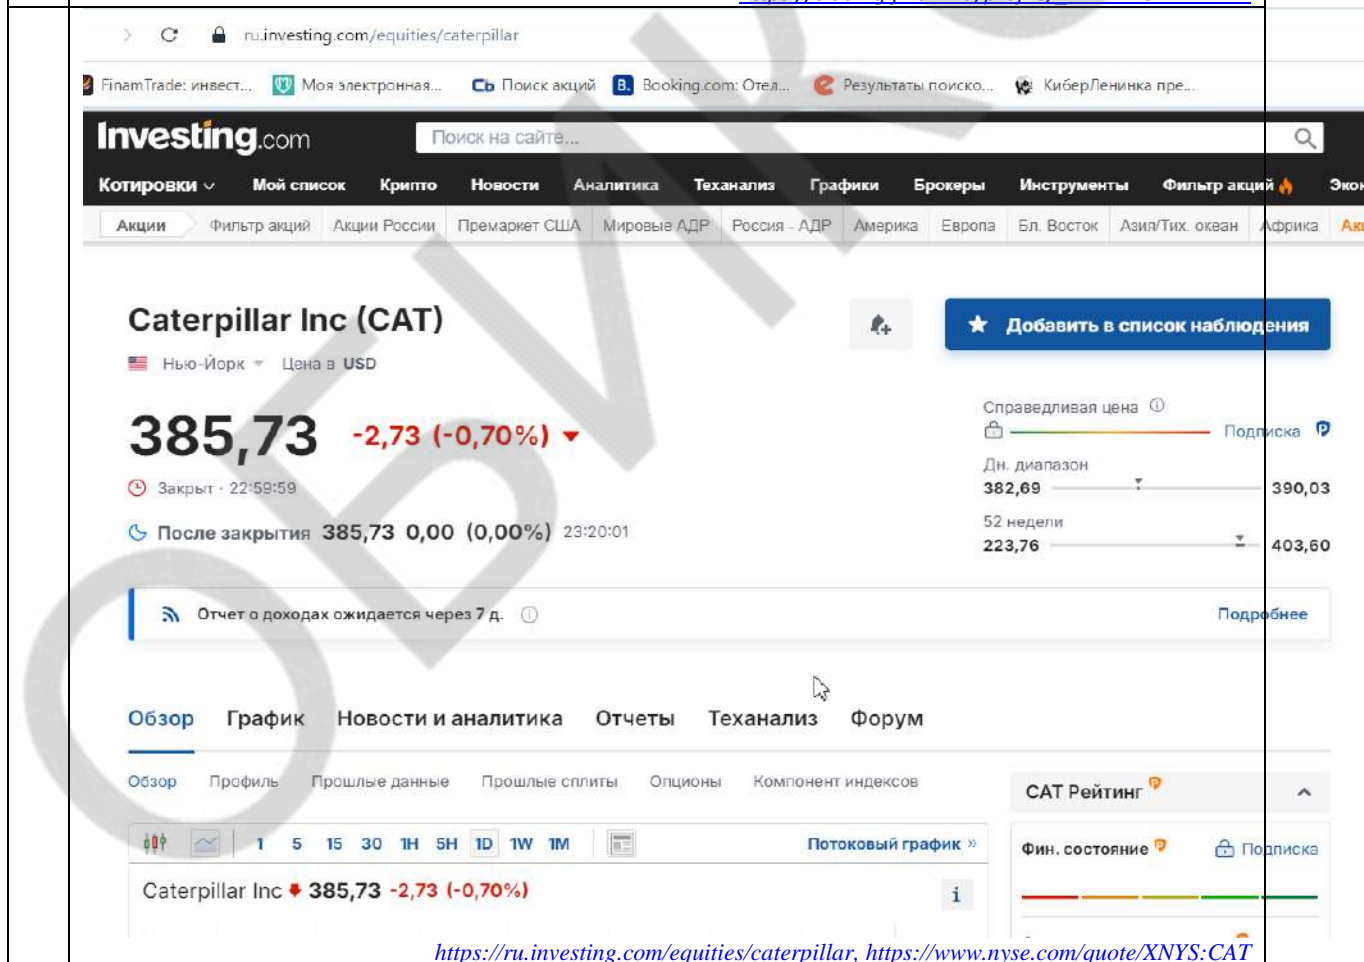 ru.investing.com/equities/caterpillar
FinamTrade: инвест... Моя электронная... Сь Поиск акций B. Booking.com: Отел... Результаты поиско... КиберЛенинка пре...
Investing.com Поиск на сайте...
Котировки Мой список Крипто Новости Аналитика Теханализ Графики Брокеры Инструменты Фильтр акций Экон
Акции Фильтр акций Акции России Премаркет США Мировые АДР Россия - АДР Америка Европа Бл. Восток Азия/Тих. океан Африка Акц
Caterpillar Inc (CAT)
Добавить в список наблюдения
Нью-Йорк Цена в USD
385,73 -2,73 (-0,70%)
Справедливая цена
Подписка
Дн. диапазон
382,69 390,03
Закрыт · 22:59:59
52 недели
223,76 403,60
После закрытия 385,73 0,00 (0,00%) 23:20:01
Отчет о доходах ожидается через 7 д. Подробнее
Обзор График Новости и аналитика Отчеты Теханализ Форум
Обзор Профиль Прошлые данные Прошлые сплиты Опционы Компонент индексов
CAT Рейтинг
1 5 15 30 1H 5H 1D 1W 1M Потоковый график »
Фин. состояние Подписка
Caterpillar Inc 385,73 -2,73 (-0,70%)
https://ru.investing.com/equities/caterpillar, https://www.nyse.com/quote/XNYS:CAT